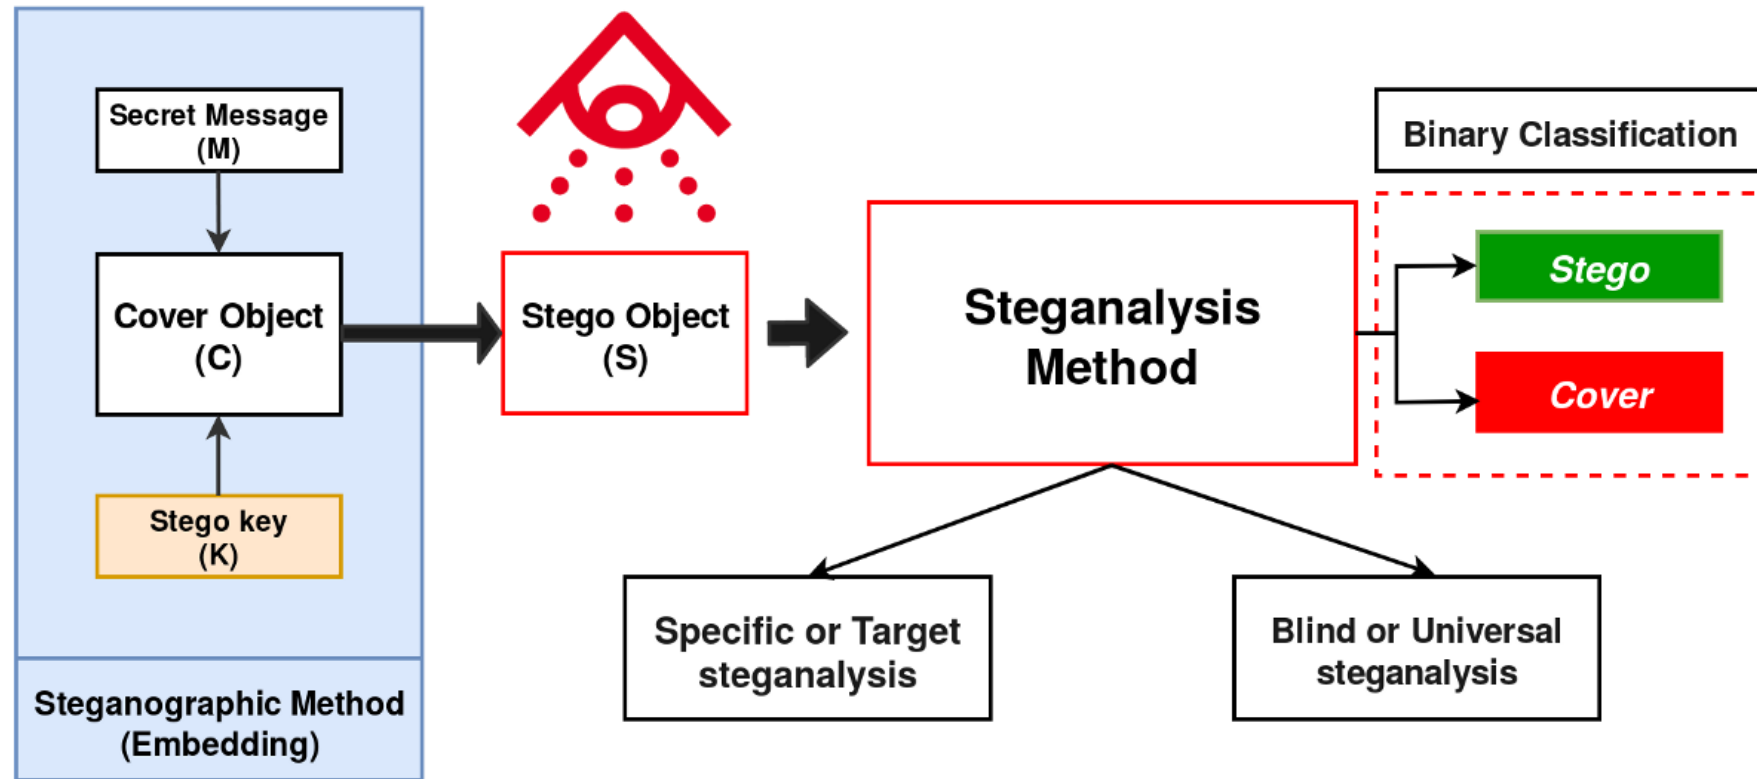 Secret Message
(M)
Cover Object
(C)
Stego key
(K)
Steganographic Method
(Embedding)
Stego Object
(S)
Steganalysis
Method
Binary Classification
Stego
Cover
Specific or Target
steganalysis
Blind or Universal
steganalysis